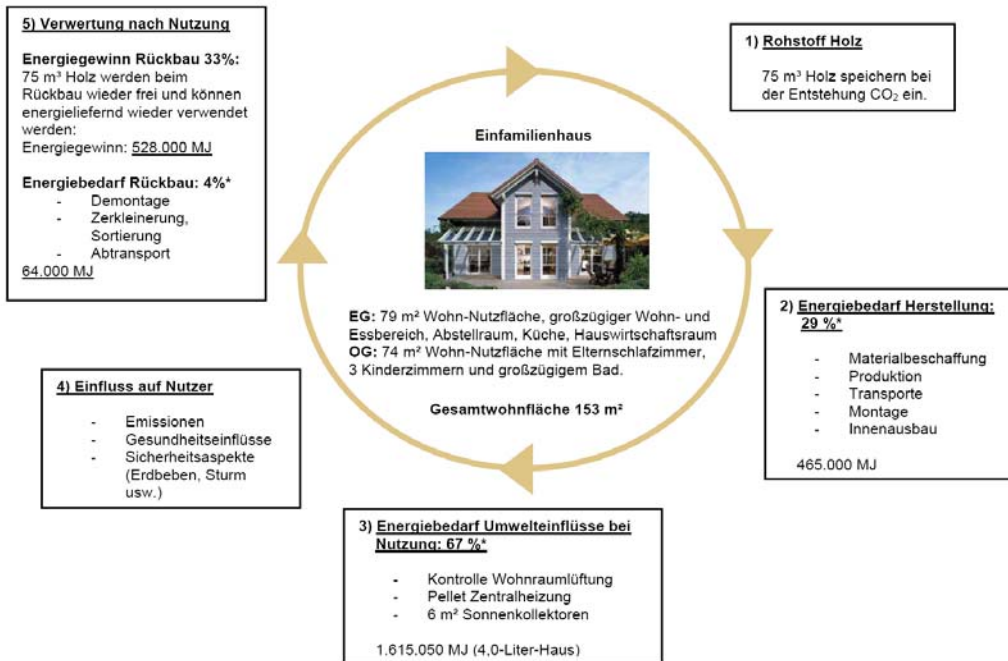 5) Verwertung nach Nutzung
Energiegewinn Rückbau 33%:
75 m³ Holz werden beim
Rückbau wieder frei und können
energieliefernd wieder verwendet
werden:
Energiegewinn: 528.000 MJ
Energiebedarf Rückbau: 4%*
- Demontage
- Zerkleinerung,
Sortierung
- Abtransport
64.000 MJ
1) Rohstoff Holz
75 m³ Holz speichern bei
der Entstehung CO₂ ein.
Einfamilienhaus
EG: 79 m² Wohn-Nutzfläche, großzügiger Wohn- und
Essbereich, Abstellraum, Küche, Hauswirtschaftsraum
OG: 74 m² Wohn-Nutzfläche mit Elternschlafzimmer,
3 Kinderzimmern und großzügigem Bad.
Gesamtwohnfläche 153 m²
2) Energiebedarf Herstellung:
29 %*
- Materialbeschaffung
- Produktion
- Transporte
- Montage
- Innenausbau
465.000 MJ
4) Einfluss auf Nutzer
- Emissionen
- Gesundheitseinflüsse
- Sicherheitsaspekte
(Erdbeben, Sturm
usw.)
3) Energiebedarf Umwelteinflüsse bei
Nutzung: 67 %*
- Kontrolle Wohnraumlüftung
- Pellet Zentralheizung
- 6 m² Sonnenkollektoren
1.615.050 MJ (4,0-Liter-Haus)